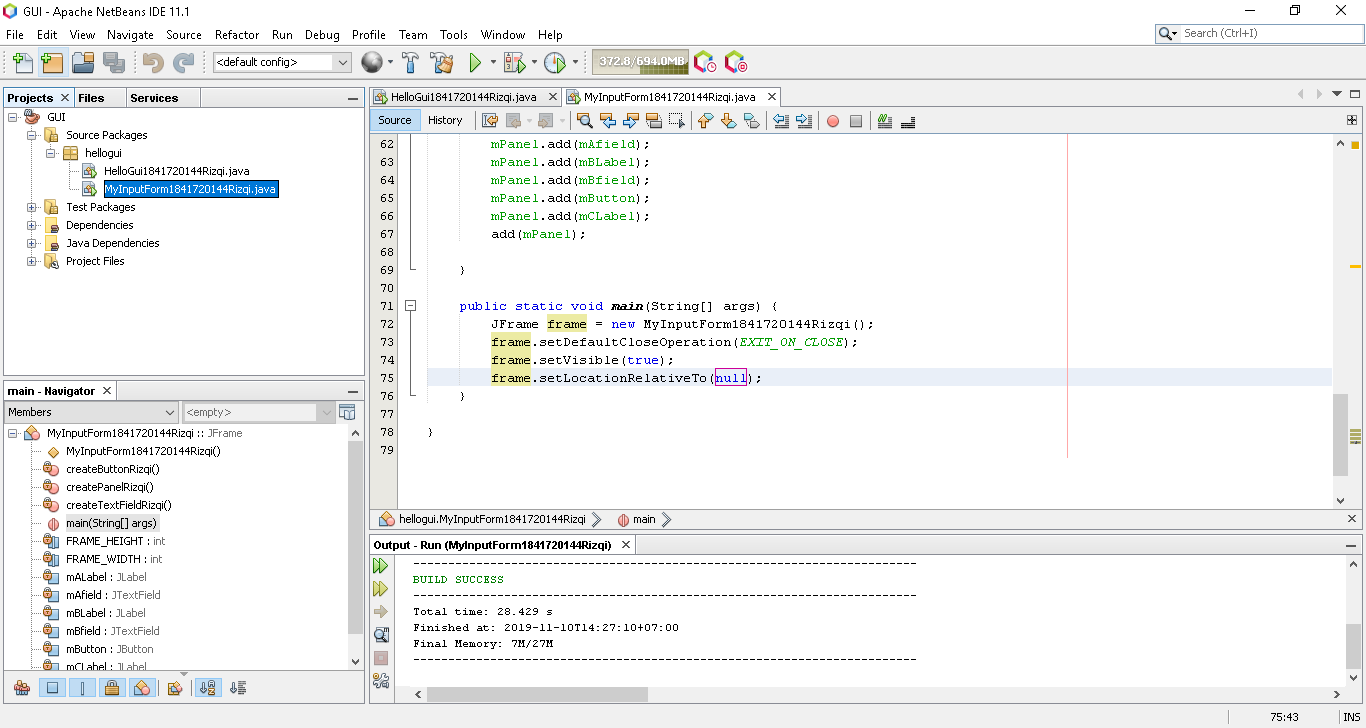 GUI - Apache NetBeans IDE 11.1
File Edit View Navigate Source Refactor Run Debug Profile Team Tools Window Help
Search (Ctrl+I)
<default config>
372.8/694.0MB
Projects Files Services
GUI
Source Packages
hellogui
HelloGui1841720144Rizqi.java
MyInputForm1841720144Rizqi.java
Test Packages
Dependencies
Java Dependencies
Project Files
main - Navigator
Members
<empty>
MyInputForm1841720144Rizqi :: JFrame
MyInputForm1841720144Rizqi()
createButtonRizqi()
createPanelRizqi()
createTextFieldRizqi()
main(String[] args)
FRAME_HEIGHT : int
FRAME_WIDTH : int
mALabel : JLabel
mAfield : JTextField
mBLabel : JLabel
mBfield : JTextField
mButton : JButton
mCLabel : JLabel
HelloGui1841720144Rizqi.java MyInputForm1841720144Rizqi.java
Source History
62 mPanel.add(mAfield);
63 mPanel.add(mBLabel);
64 mPanel.add(mBfield);
65 mPanel.add(mButton);
66 mPanel.add(mCLabel);
67 add(mPanel);
68
69 }
70
71 public static void main(String[] args) {
72 JFrame frame = new MyInputForm1841720144Rizqi();
73 frame.setDefaultCloseOperation(EXIT_ON_CLOSE);
74 frame.setVisible(true);
75 frame.setLocationRelativeTo(null);
76 }
77
78 }
79
hellogui.MyInputForm1841720144Rizqi main
Output - Run (MyInputForm1841720144Rizqi)
------------------------------------------------------------------------
BUILD SUCCESS
------------------------------------------------------------------------
Total time: 28.429 s
Finished at: 2019-11-10T14:27:10+07:00
Final Memory: 7M/27M
------------------------------------------------------------------------
75:43 INS